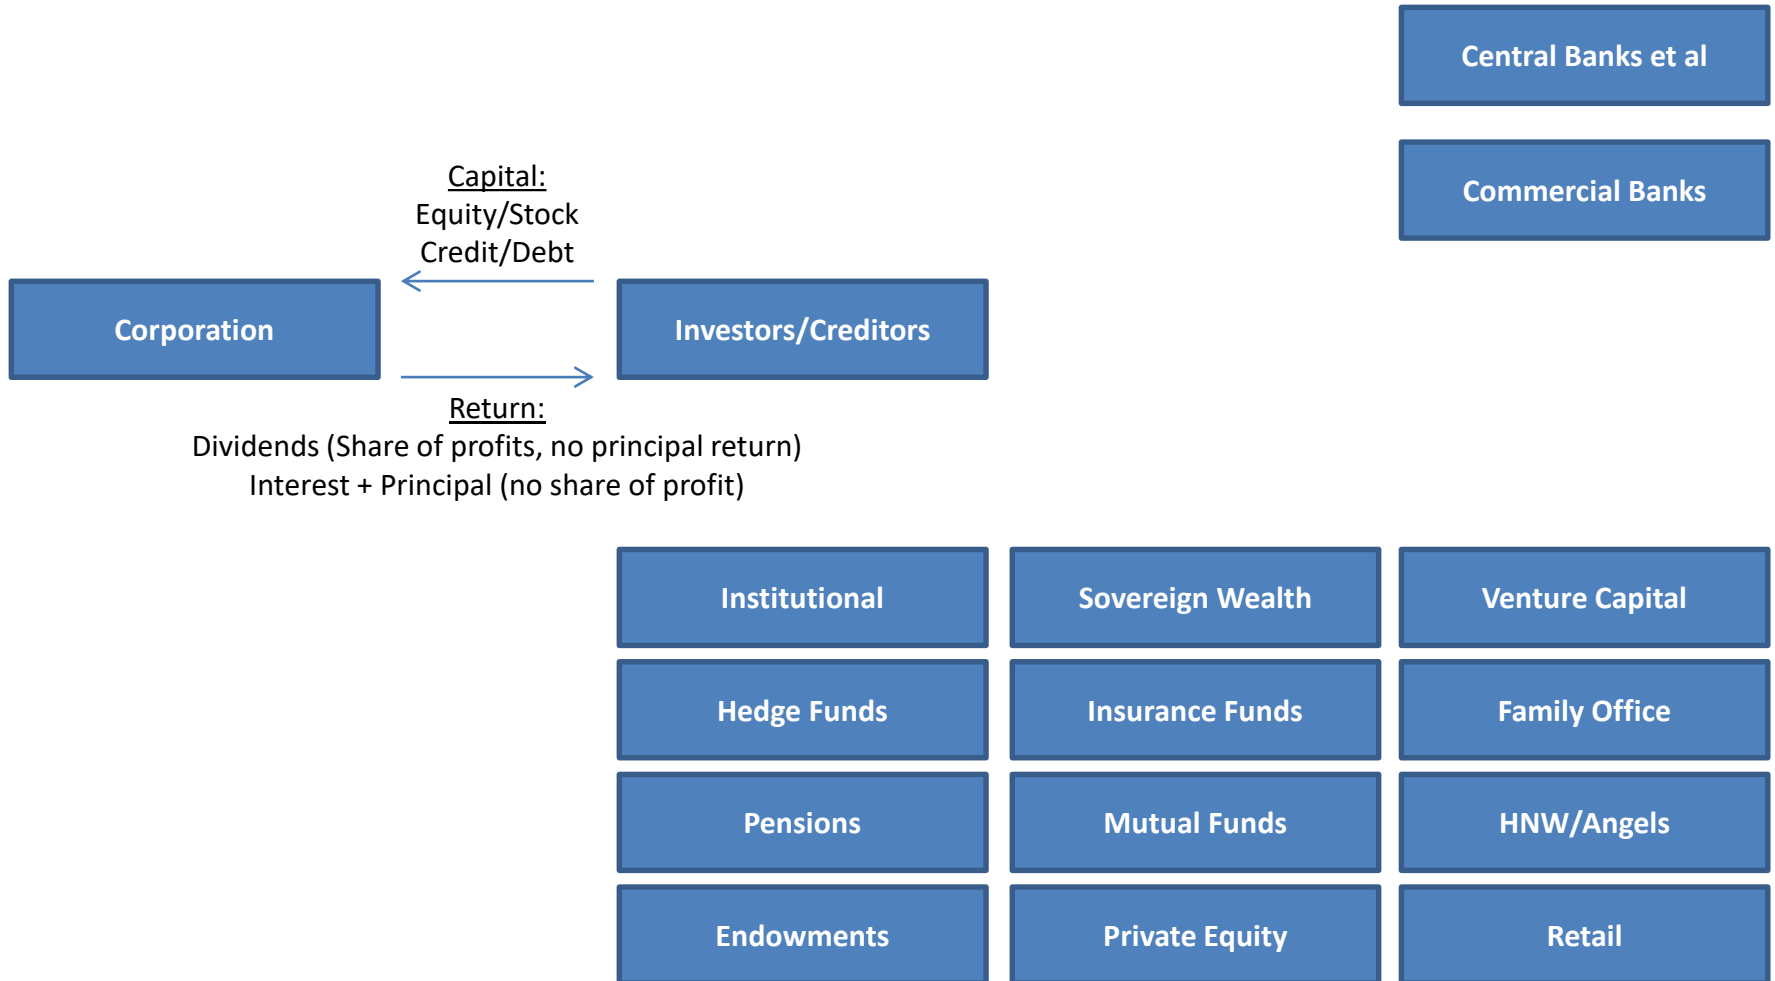 Central Banks et al
Commercial Banks
Capital:
Equity/Stock
Credit/Debt
Corporation
Investors/Creditors
Return:
Dividends (Share of profits, no principal return)
Interest + Principal (no share of profit)
Institutional
Sovereign Wealth
Venture Capital
Hedge Funds
Insurance Funds
Family Office
Pensions
Mutual Funds
HNW/Angels
Endowments
Private Equity
Retail